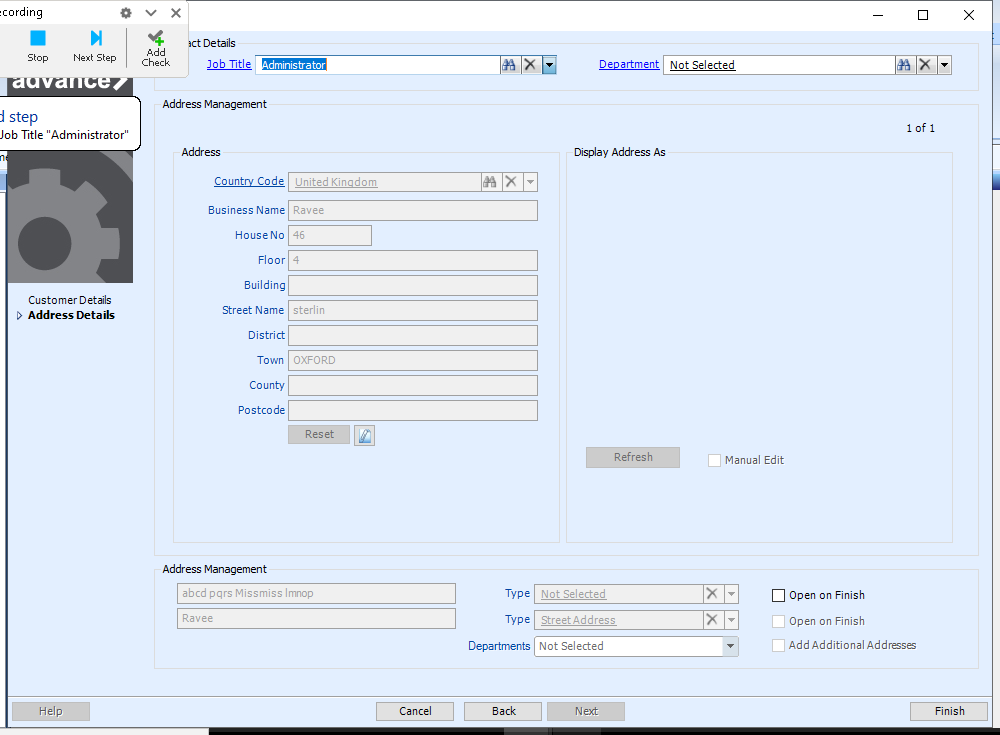 ecording
Stop
Next Step
Add
Check
advance
d step
Job Title "Administrator"
Customer Details
Address Details
act Details
Job Title
Administrator
Department
Not Selected
Address Management
1 of 1
Address
Country Code
United Kingdom
Business Name
Ravee
House No
46
Floor
4
Building
Street Name
sterlin
District
Town
OXFORD
County
Postcode
Reset
Display Address As
Refresh
Manual Edit
Address Management
abcd pqrs Missmiss lmnop
Type
Not Selected
Open on Finish
Ravee
Type
Street Address
Open on Finish
Departments
Not Selected
Add Additional Addresses
Help
Cancel
Back
Next
Finish